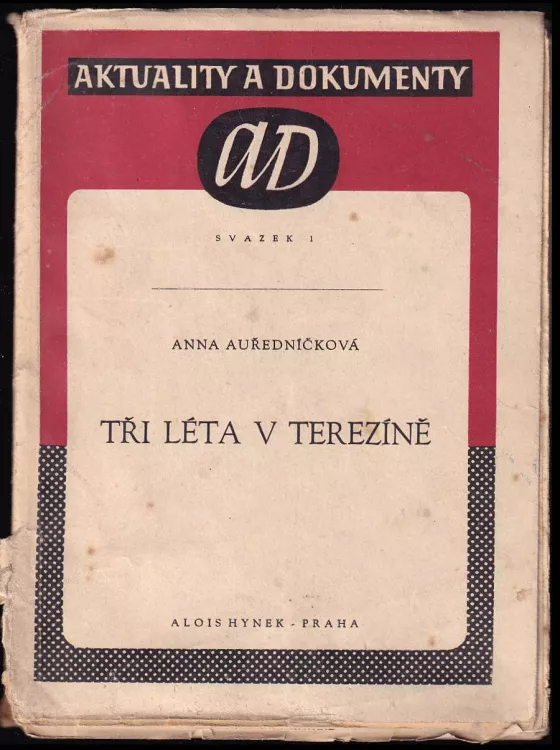 AKTUALITY A DOKUMENTY
AD
SVAZEK 1
ANNA AUŘEDNÍČKOVÁ
TŘI LÉTA V TEREZÍNĚ
ALOIS HYNEK - PRAHA